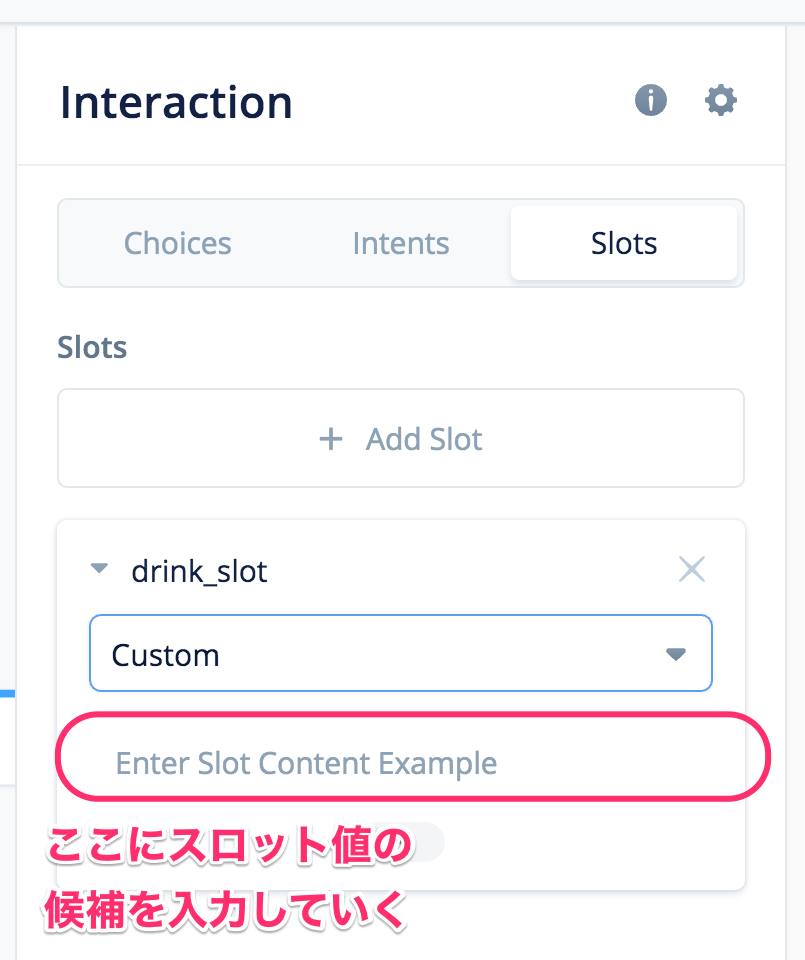 Interaction
Choices Intents Slots
Slots
+ Add Slot
drink_slot
Custom
Enter Slot Content Example
ここにスロット値の
候補を入力していく